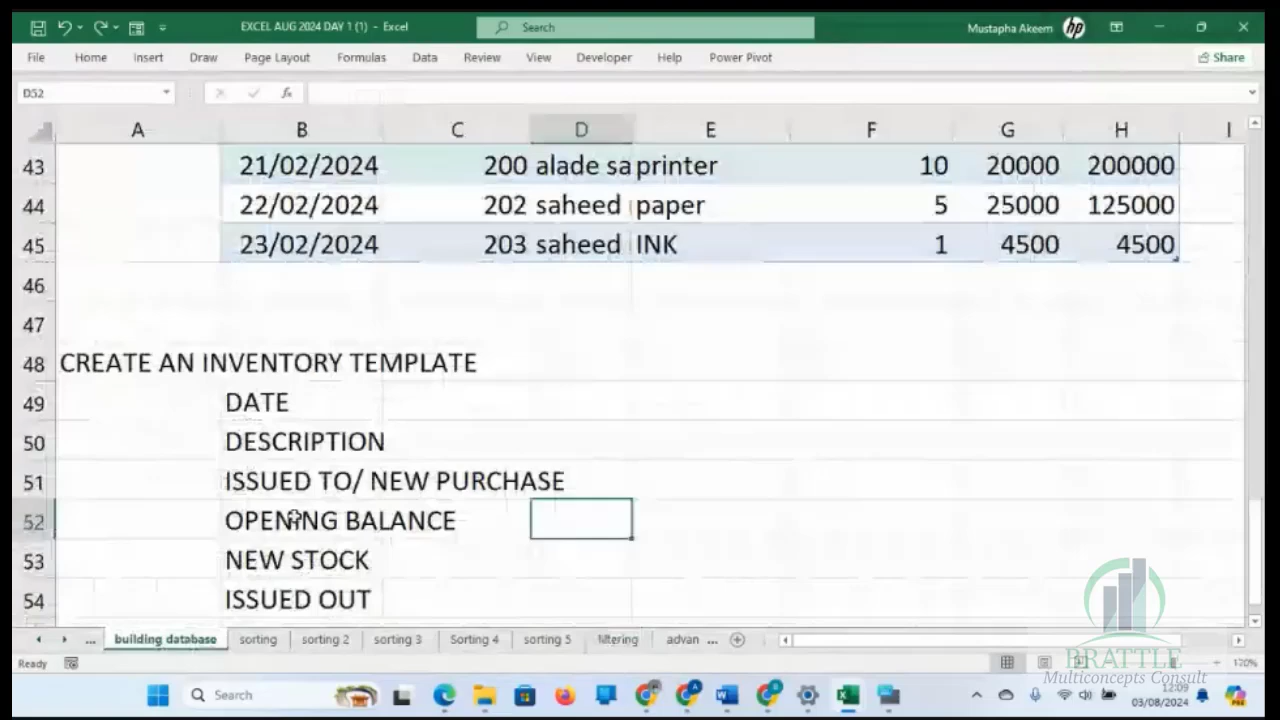 EXCEL AUG 2024 DAY 1 (1) - Excel
Search
Mustapha Akeem
hp
File Home Insert Draw Page Layout Formulas Data Review View Developer Help Power Pivot
Share
D52
fx
A B C D E F G H I
43 21/02/2024 200 alade sa printer 10 20000 200000
44 22/02/2024 202 saheed paper 5 25000 125000
45 23/02/2024 203 saheed INK 1 4500 4500
46
47
48 CREATE AN INVENTORY TEMPLATE
49 DATE
50 DESCRIPTION
51 ISSUED TO/ NEW PURCHASE
52 OPENING BALANCE
53 NEW STOCK
54 ISSUED OUT
... building database sorting sorting 2 sorting 3 Sorting 4 sorting 5 filtering advan ...
Ready
120%
BRATTLE
Multiconcepts Consult
Search
12:09
03/08/2024